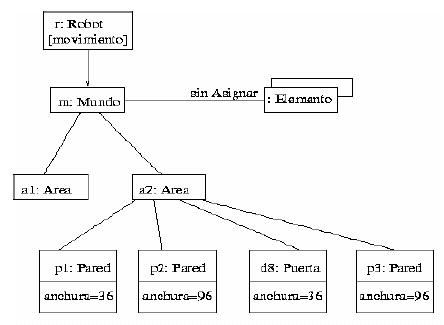 r: Robot
[movimiento]
m: Mundo
sin Asignar
: Elemento
a1: Area
a2: Area
p1: Pared
p2: Pared
d8: Puerta
p3: Pared
anchura=36
anchura=96
anchura=36
anchura=96